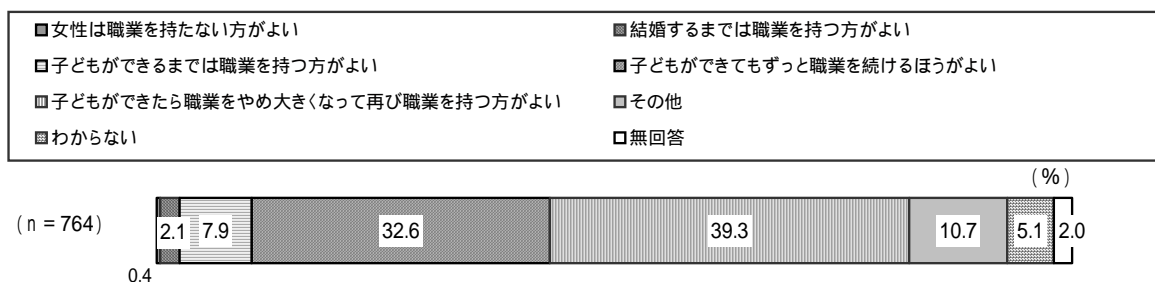 女性は職業を持たない方がよい 結婚するまでは職業を持つ方がよい
子どもができるまでは職業を持つ方がよい 子どもができてもずっと職業を続けるほうがよい
子どもができたら職業をやめ大きくなって再び職業を持つ方がよい その他
わからない 無回答
(%)
(n=764) 2.1 7.9 32.6 39.3 10.7 5.1 2.0
0.4